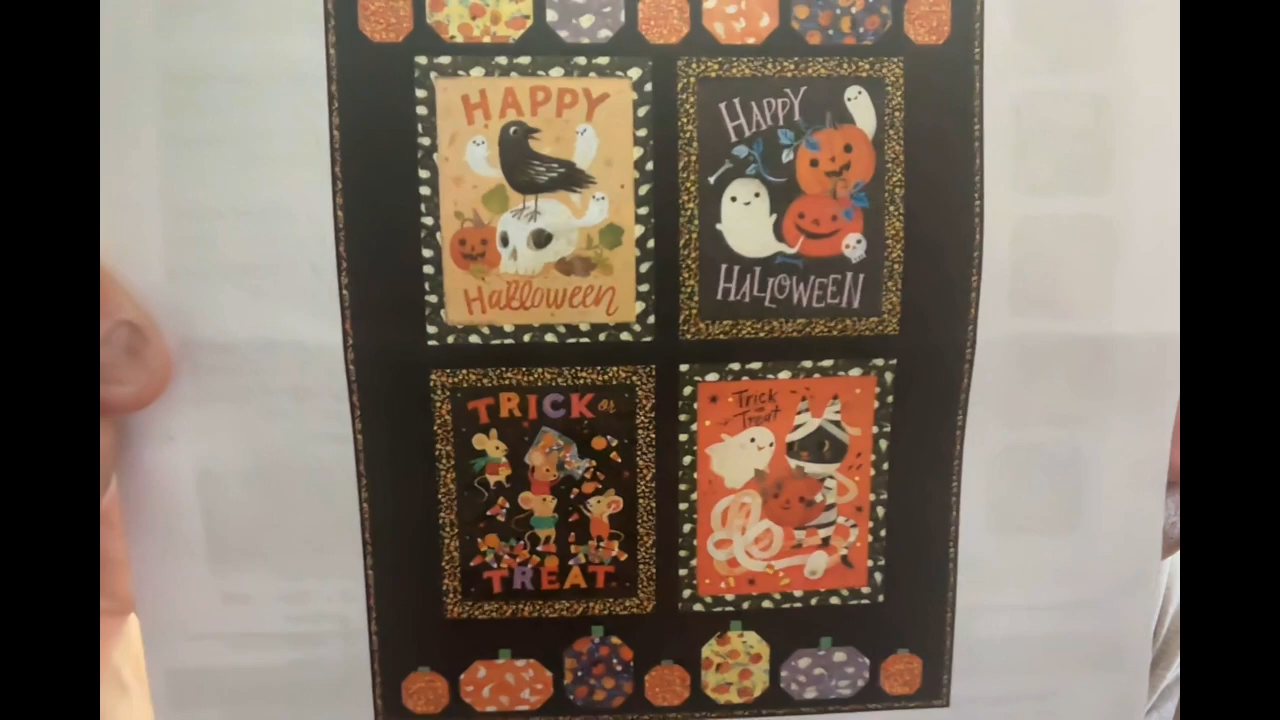 HAPPY
Halloween
HAPPY
HALLOWEEN
TRICK or
TREAT
Trick
or
Treat